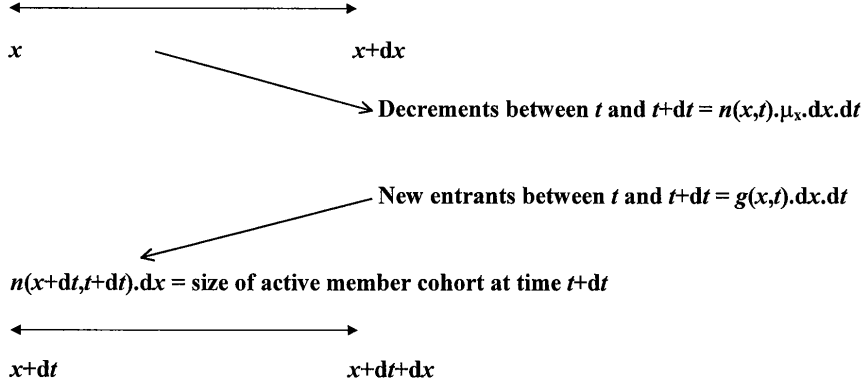 x x+dx
Decrements between t and t+dt = n(x,t).μₓ.dx.dt
New entrants between t and t+dt = g(x,t).dx.dt
n(x+dt,t+dt).dx = size of active member cohort at time t+dt
x+dt x+dt+dx